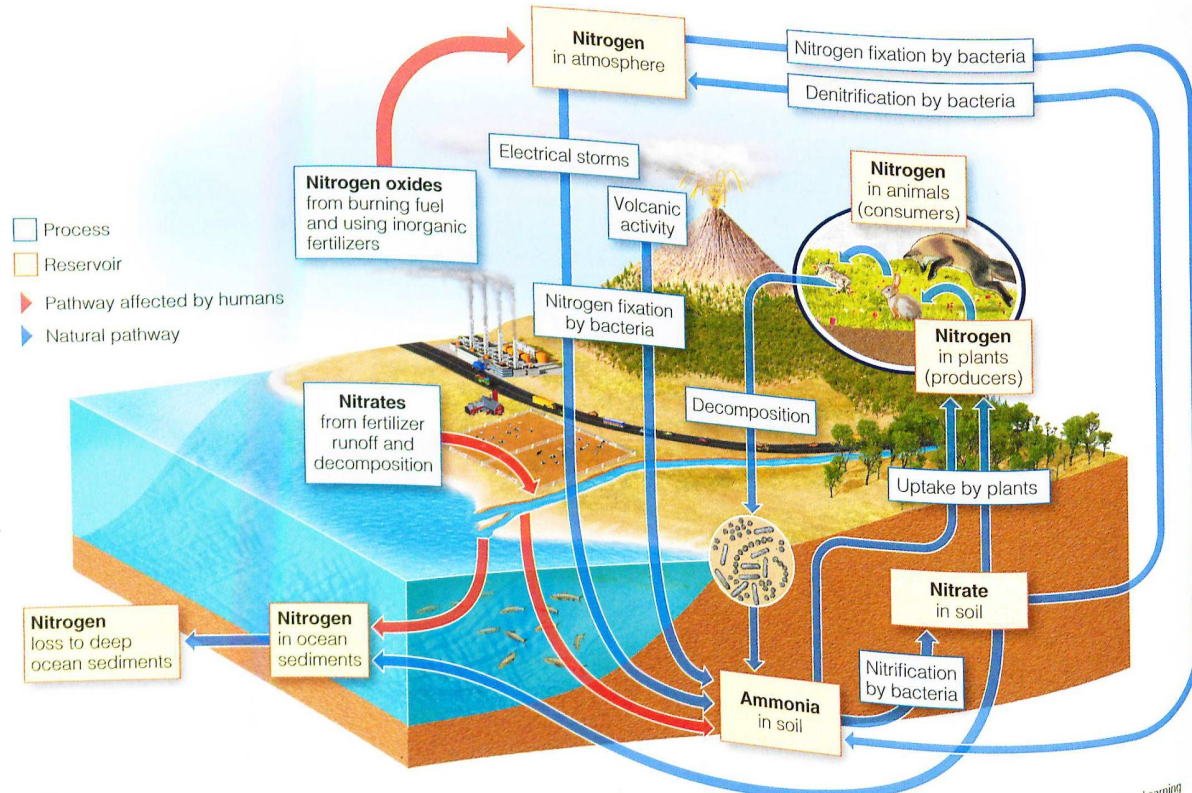 Nitrogen
in atmosphere
Nitrogen fixation by bacteria
Denitrification by bacteria
Electrical storms
Nitrogen oxides
from burning fuel
and using inorganic
fertilizers
Volcanic
activity
Nitrogen
in animals
(consumers)
Process
Reservoir
Pathway affected by humans
Natural pathway
Nitrogen fixation
by bacteria
Nitrogen
in plants
(producers)
Nitrates
from fertilizer
runoff and
decomposition
Decomposition
Uptake by plants
Nitrate
in soil
Nitrogen
loss to deep
ocean sediments
Nitrogen
in ocean
sediments
Nitrification
by bacteria
Ammonia
in soil